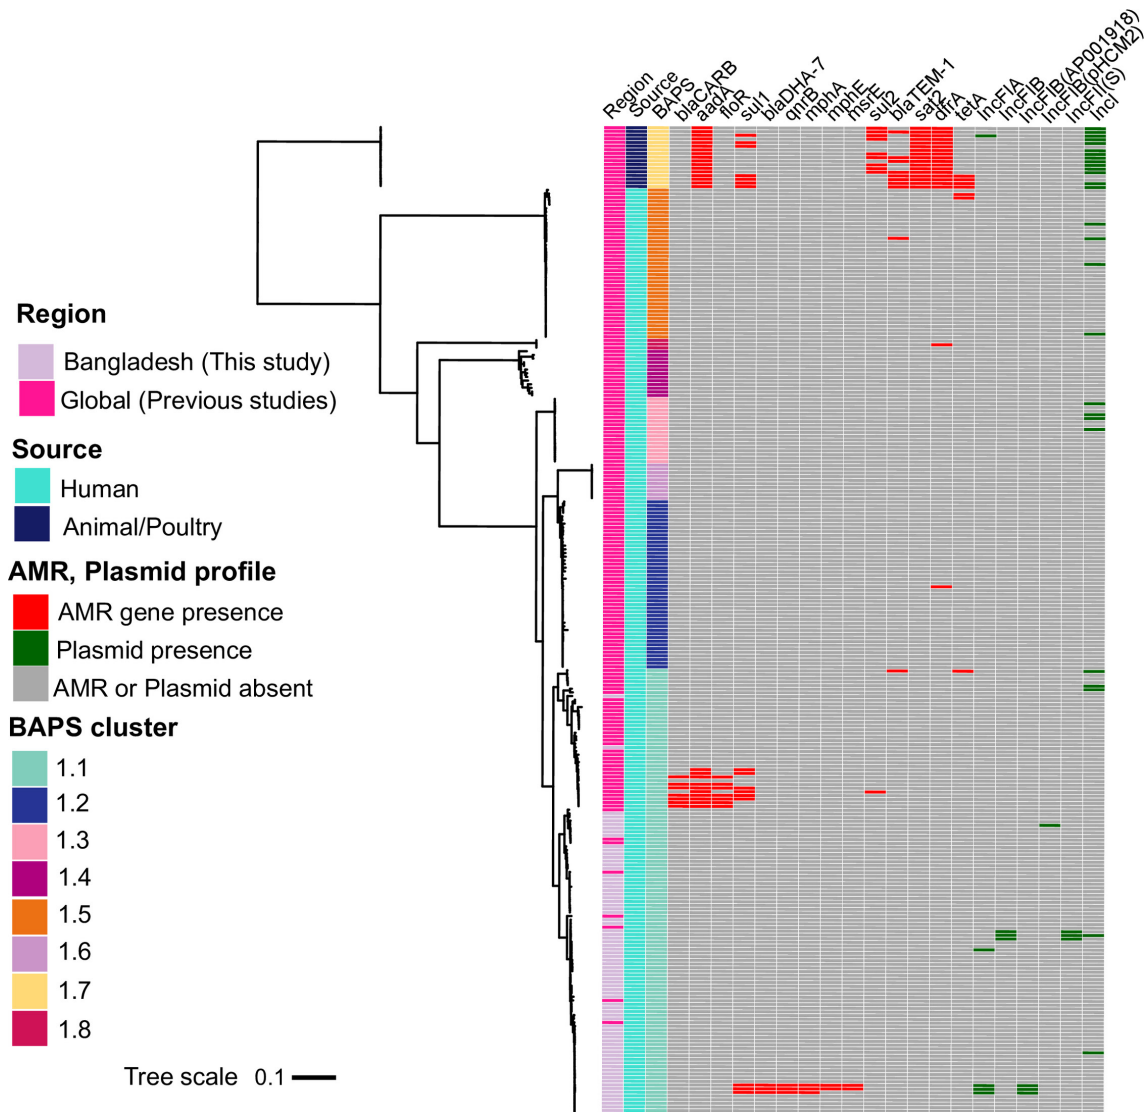 Region
Source
BAPS
blaCARB
aadA
floR
sul1
blaDHA-7
qnrB
mphA
mphE
msrE
sul2
blaTEM-1
sat2
dfrA
tetA
IncFIA
IncFIB
IncFIB(AP001918)
IncFIB(pHCM2)
IncFII(S)
IncI
Region
Bangladesh (This study)
Global (Previous studies)
Source
Human
Animal/Poultry
AMR, Plasmid profile
AMR gene presence
Plasmid presence
AMR or Plasmid absent
BAPS cluster
1.1
1.2
1.3
1.4
1.5
1.6
1.7
1.8
Tree scale 0.1